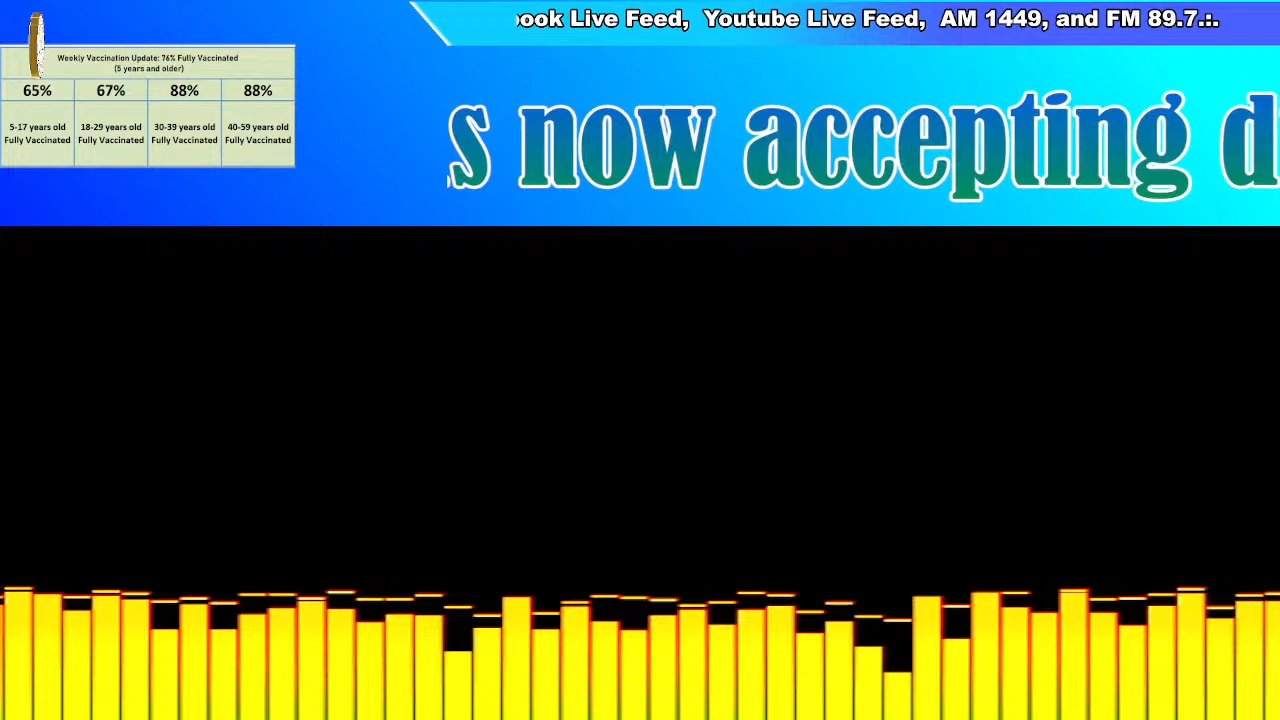 Live Feed, Youtube Live Feed, AM 1449, and FM 89.7.:.
Weekly Vaccination Update: 76% Fully Vaccinated
(5 years and older)
65% 67% 88% 88%
5-17 years old 18-29 years old 30-39 years old 40-59 years old
Fully Vaccinated Fully Vaccinated Fully Vaccinated Fully Vaccinated
now accepting